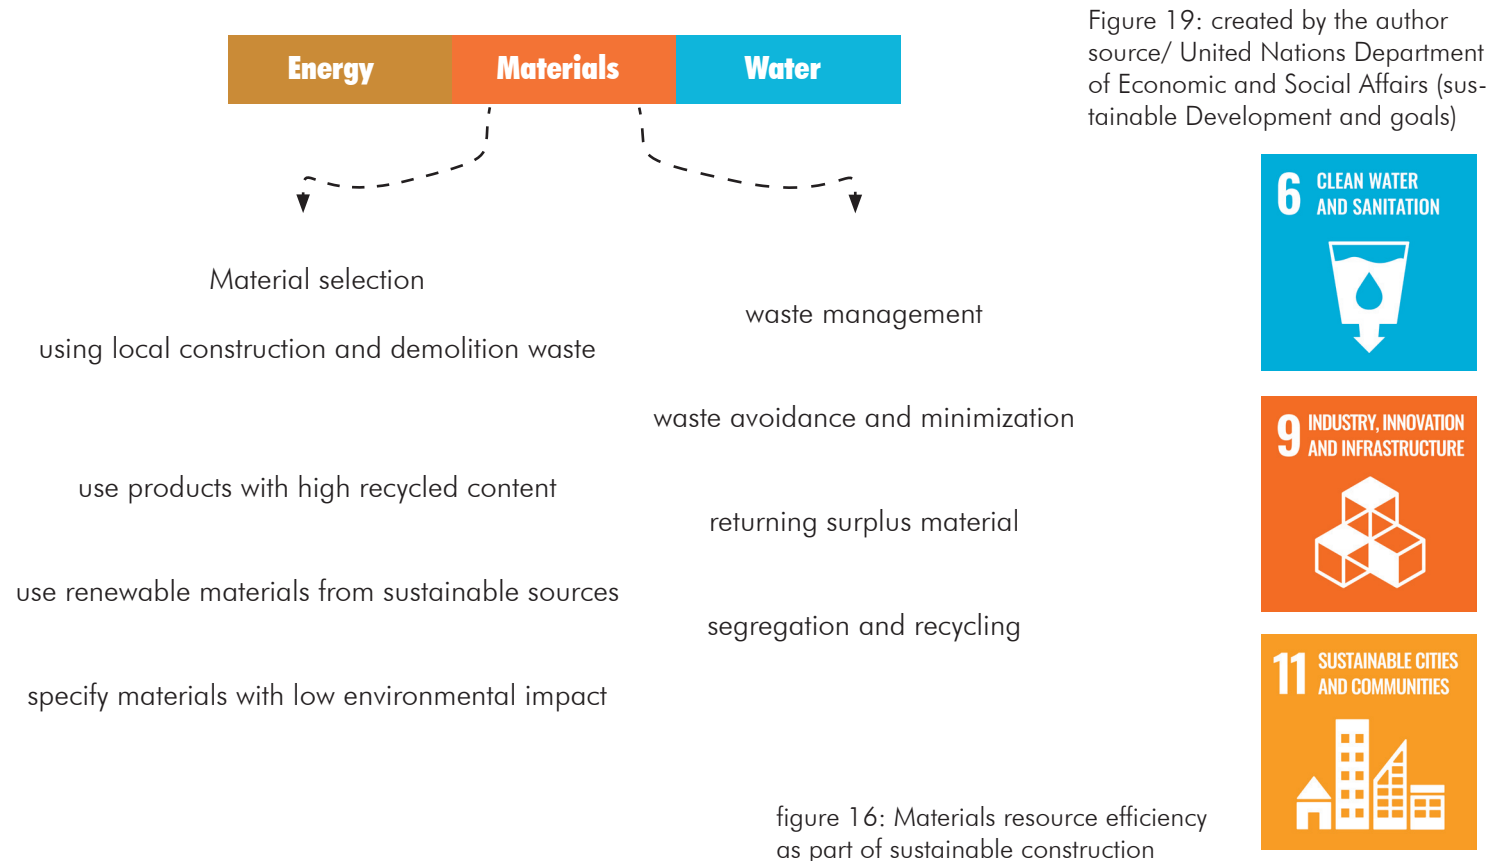 Energy
Materials
Water
Figure 19: created by the author
source/ United Nations Department
of Economic and Social Affairs (sus-
tainable Development and goals)
Material selection
using local construction and demolition waste
use products with high recycled content
use renewable materials from sustainable sources
specify materials with low environmental impact
waste management
waste avoidance and minimization
returning surplus material
segregation and recycling
6 CLEAN WATER
AND SANITATION
9 INDUSTRY, INNOVATION
AND INFRASTRUCTURE
11 SUSTAINABLE CITIES
AND COMMUNITIES
figure 16: Materials resource efficiency
as part of sustainable construction